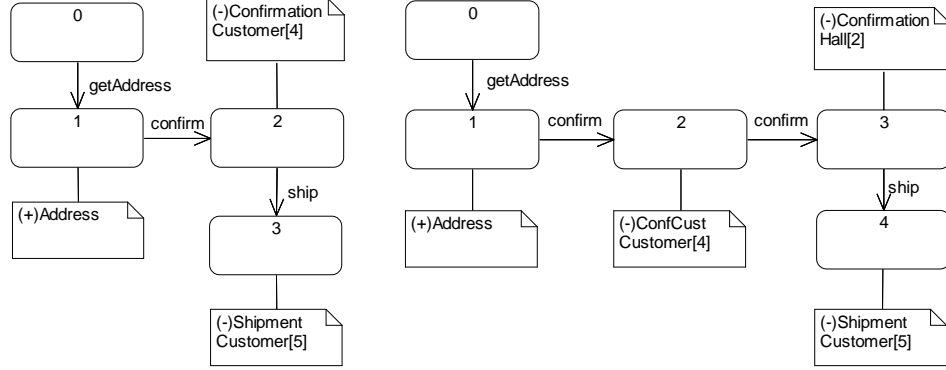 0
(-)Confirmation
Customer[4]
getAddress
1
confirm
2
ship
(+)Address
3
(-)Shipment
Customer[5]
0
(-)Confirmation
Hall[2]
getAddress
1
confirm
2
confirm
3
ship
(+)Address
(-)ConfCust
Customer[4]
4
(-)Shipment
Customer[5]